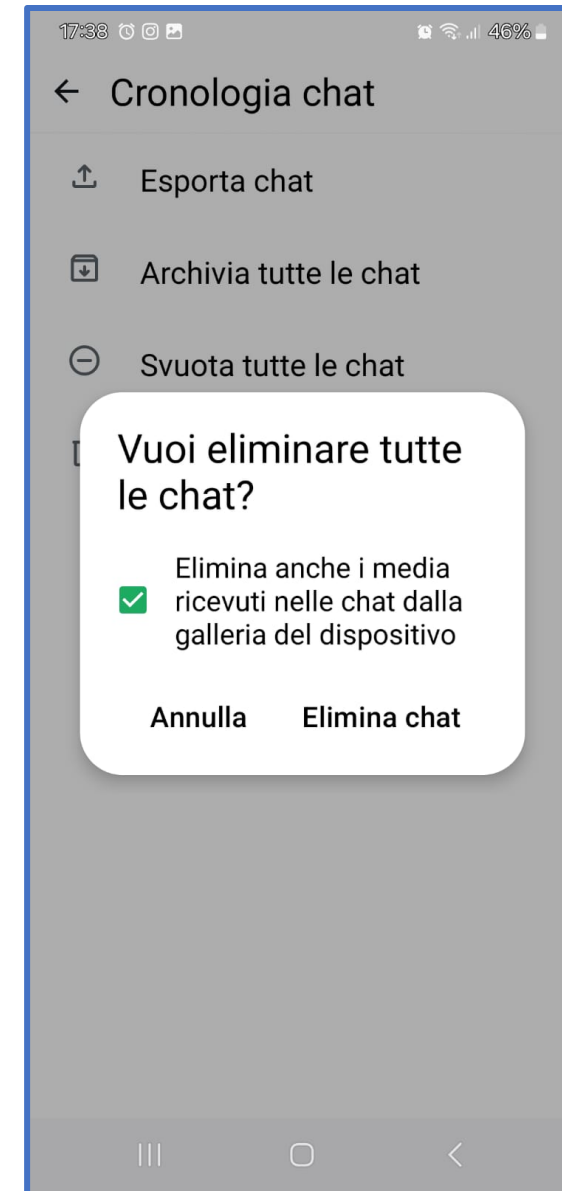 17:38
46%
Cronologia chat
Esporta chat
Archivia tutte le chat
Svuota tutte le chat
Vuoi eliminare tutte
le chat?
Elimina anche i media
ricevuti nelle chat dalla
galleria del dispositivo
Annulla Elimina chat